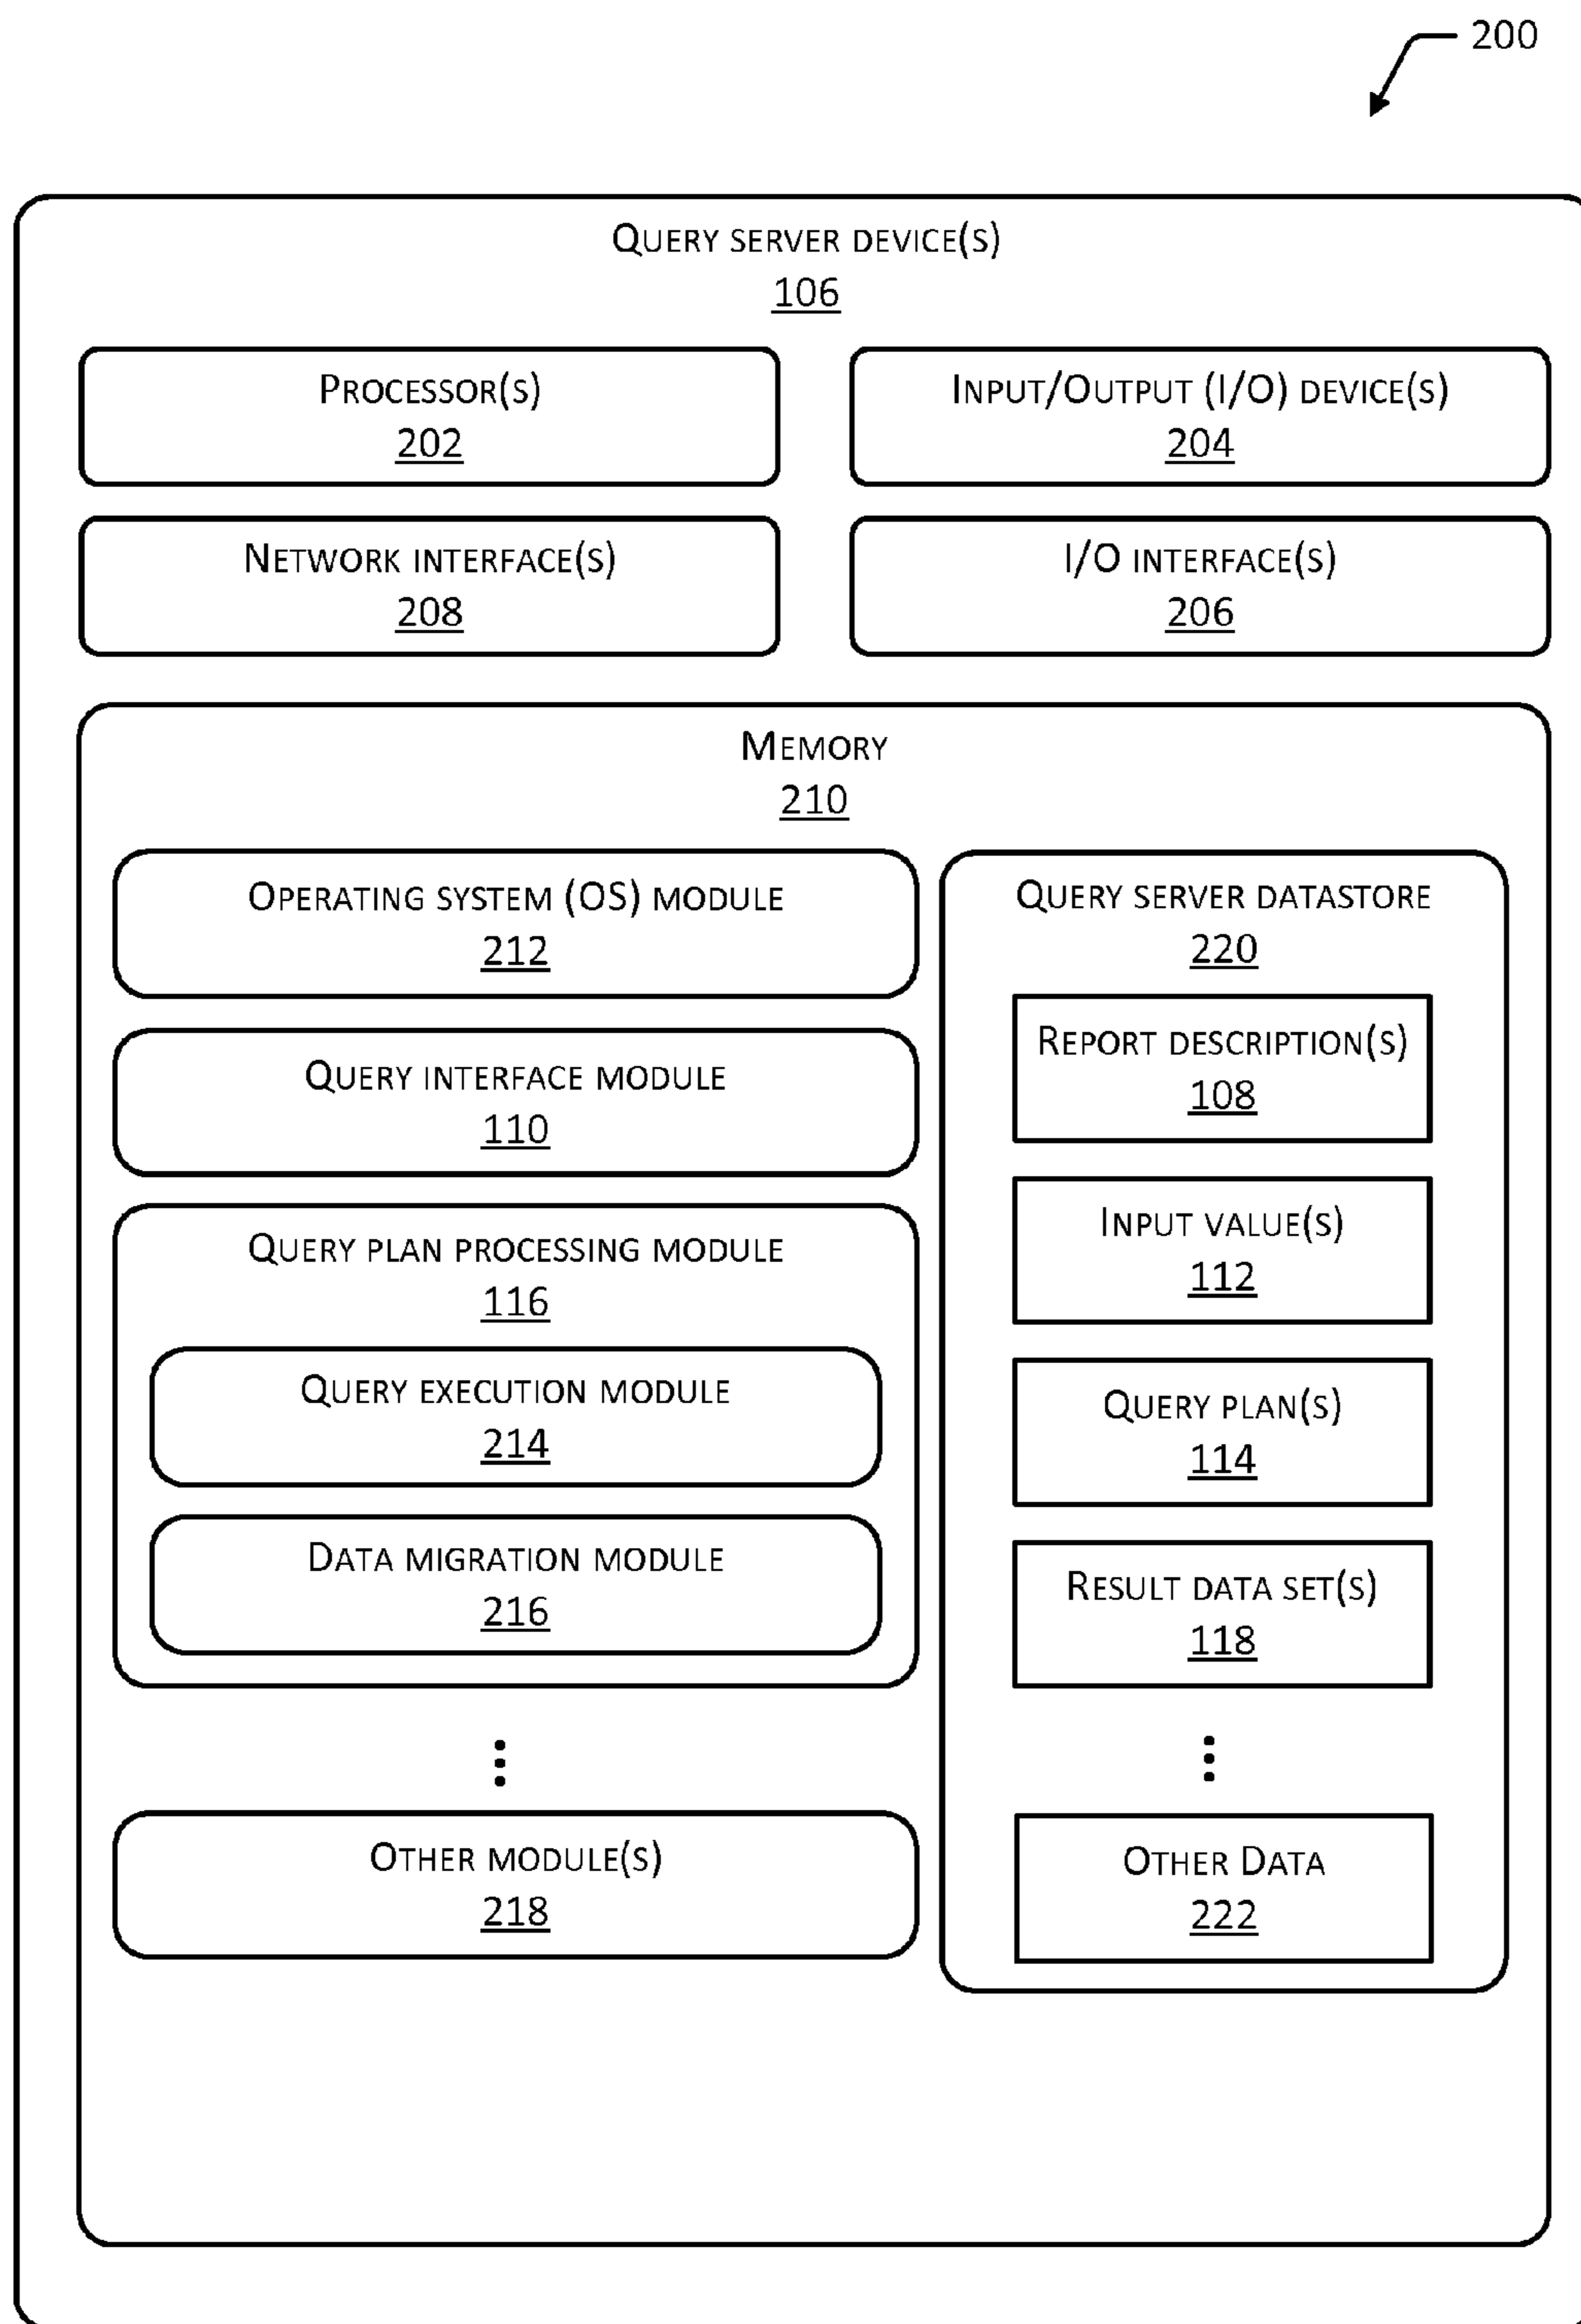 200
Query server device(s)
106
Processor(s)
202
Input/Output (I/O) device(s)
204
Network interface(s)
208
I/O interface(s)
206
Memory
210
Operating system (OS) module
212
Query interface module
110
Query plan processing module
116
Query execution module
214
Data migration module
216
Other module(s)
218
Query server datastore
220
Report description(s)
108
Input value(s)
112
Query plan(s)
114
Result data set(s)
118
Other Data
222